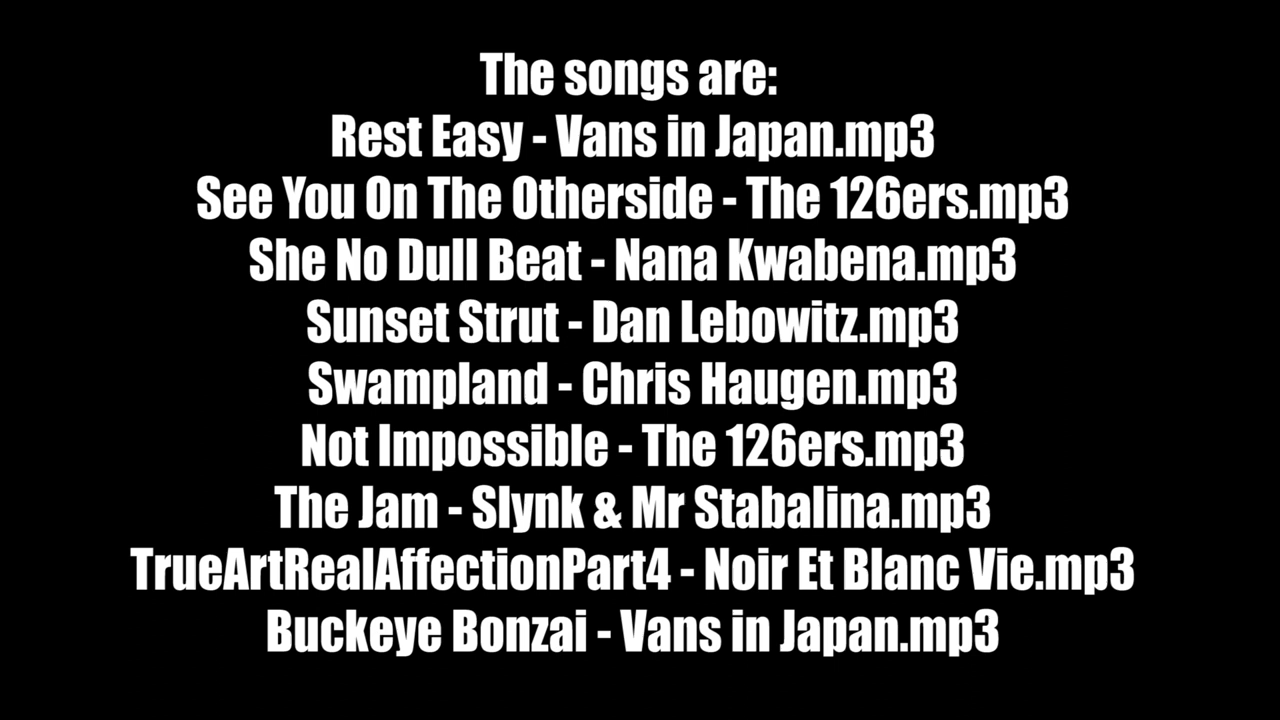 The songs are:
Rest Easy - Vans in Japan.mp3
See You On The Otherside - The 126ers.mp3
She No Dull Beat - Nana Kwabena.mp3
Sunset Strut - Dan Lebowitz.mp3
Swampland - Chris Haugen.mp3
Not Impossible - The 126ers.mp3
The Jam - Slynk & Mr Stabalina.mp3
TrueArtRealAffectionPart4 - Noir Et Blanc Vie.mp3
Buckeye Bonzai - Vans in Japan.mp3